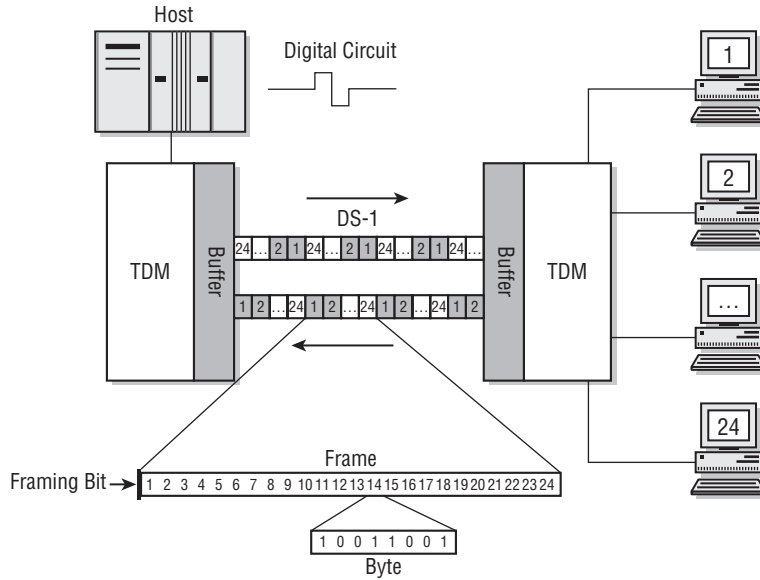 Host
Digital Circuit
1
2
...
24
DS-1
TDM
Buffer
24 ... 2 1 24 ... 2 1 24 ... 2 1 24 ...
1 2 ... 24 1 2 ... 24 1 2 ... 24 1 2
Buffer
TDM
Frame
Framing Bit
1 2 3 4 5 6 7 8 9 10 11 12 13 14 15 16 17 18 19 20 21 22 23 24
1 0 0 1 1 0 0 1
Byte